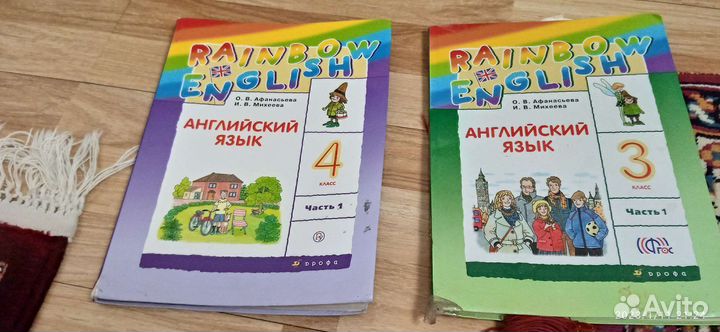 RAINBOW
ENGLISH
О. В. Афанасьева
И. В. Михеева
АНГЛИЙСКИЙ
ЯЗЫК
4
КЛАСС
Часть 1
ДРОФА
RAINBOW
ENGLISH
О. В. Афанасьева
И. В. Михеева
АНГЛИЙСКИЙ
ЯЗЫК
3
КЛАСС
Часть 1
ФГОС
ДРОФА
Avito